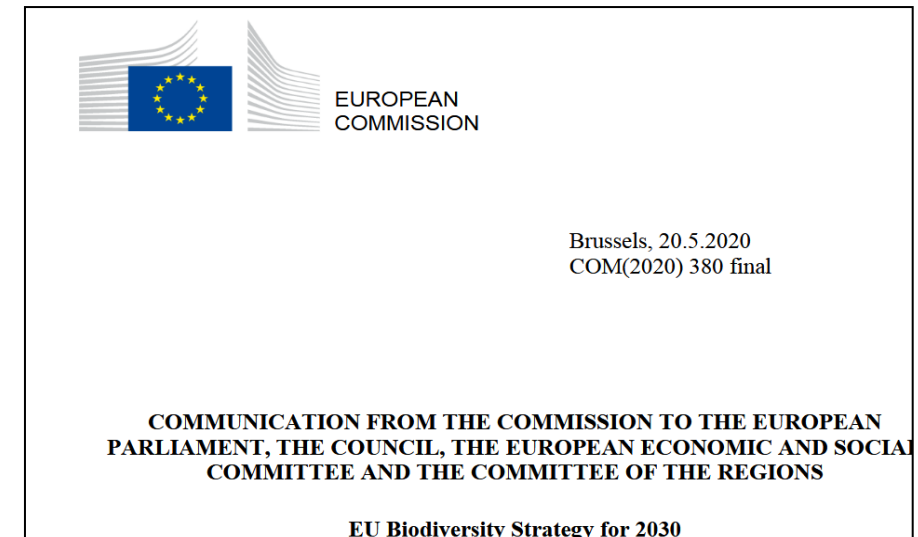 EUROPEAN
COMMISSION
Brussels, 20.5.2020
COM(2020) 380 final
COMMUNICATION FROM THE COMMISSION TO THE EUROPEAN
PARLIAMENT, THE COUNCIL, THE EUROPEAN ECONOMIC AND SOCIAL
COMMITTEE AND THE COMMITTEE OF THE REGIONS
EU Biodiversity Strategy for 2030